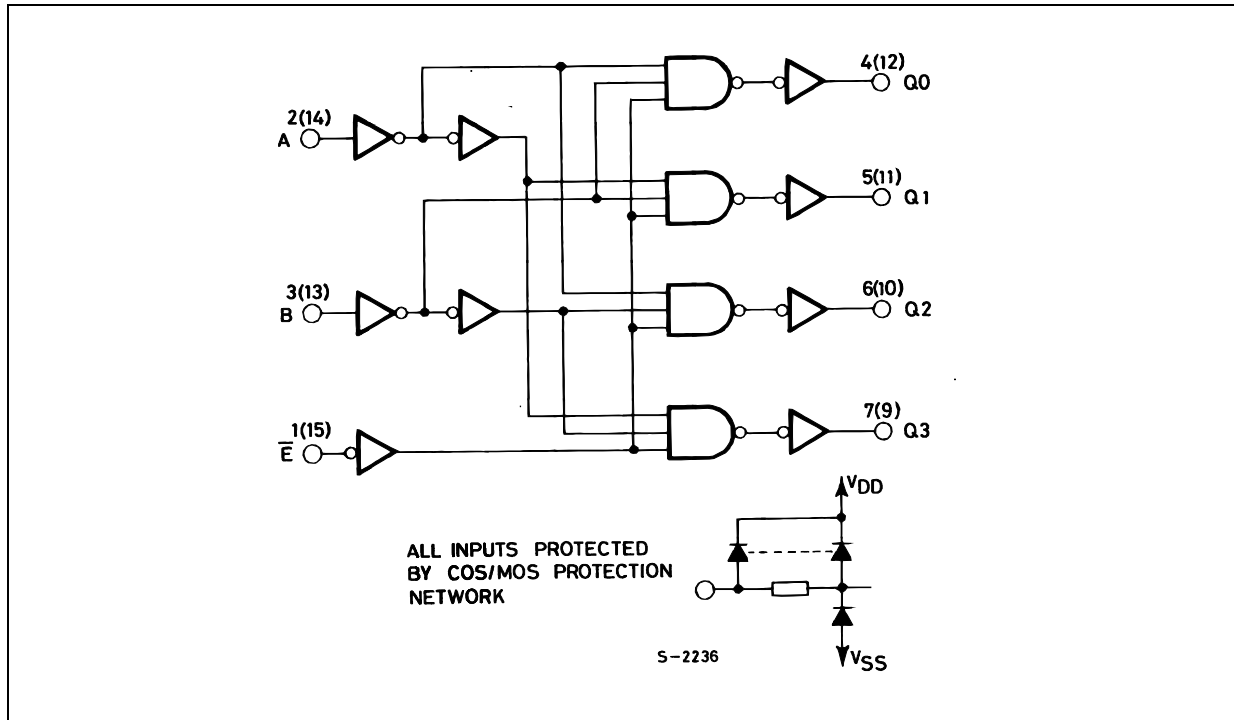 4(12)
Q0
2(14)
A
5(11)
Q1
3(13)
B
6(10)
Q2
1(15)
E̅
7(9)
Q3
VDD
ALL INPUTS PROTECTED
BY COS/MOS PROTECTION
NETWORK
S-2236
VSS